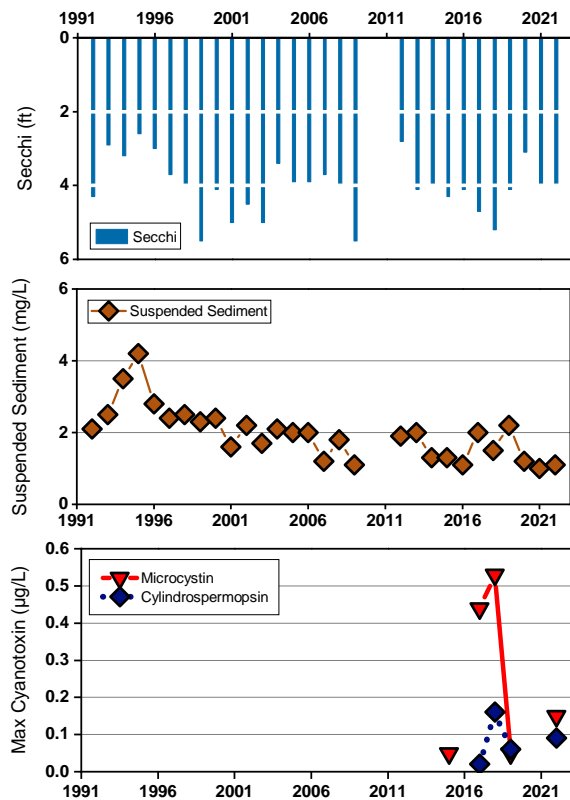 1991 1996 2001 2006 2011 2016 2021
0
2
4
6
Secchi (ft)
Secchi
6
4
2
0
Suspended Sediment (mg/L)
Suspended Sediment
1991 1996 2001 2006 2011 2016 2021
0.6
0.5
0.4
0.3
0.2
0.1
0.0
Max Cyanotoxin (µg/L)
Microcystin
Cylindrospermopsin
1991 1996 2001 2006 2011 2016 2021